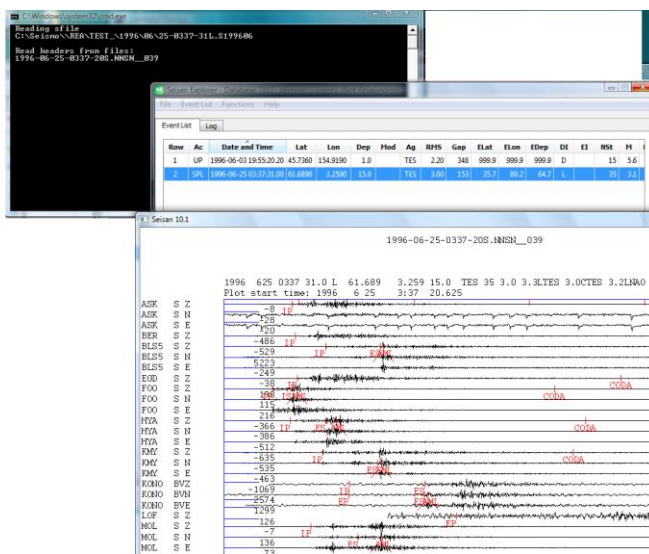 C:\Windows\system32\cmd.exe
Reading sfile
C:\Seismo\\REA\TEST_\1996\06\25-0337-31L.S199606
Read headers from files:
1996-06-25-0337-20S.NNSN__039
Seisan Explorer - Database:
File Event List Functions Help
Event List Log
Row Ac Date and Time Lat Lon Dep Mod Ag RMS Gap ELat ELon EDep DI EI NSt M
1 UP 1996-06-03 19:55:20.20 45.7360 154.9190 1.0 TES 2.20 348 999.9 999.9 999.9 D 15 5.6
2 SPL 1996-06-25 03:37:31.00 61.6890 3.2590 15.0 TES 3.00 153 35.7 89.2 64.7 L 35 3.1
Seisan 10.1
1996-06-25-0337-20S.NNSN__039
1996 625 0337 31.0 L 61.689 3.259 15.0 TES 35 3.0 3.3LTES 3.0CTES 3.2LNAO
Plot start time: 1996 6 25 3:37 20.625
ASK S Z
-8 IP
ASK S N
-28
ASK S E
120
BER S Z
-486 IP
BLS5 S Z
-529 IP
BLS5 S N
5223
BLS5 S E
-249
EGD S Z
-38 CODA
FOO S Z
CODA
FOO S N
115
FOO S E
216
HYA S Z
-366 IP ES CODA
HYA S N
-386
HYA S E
-512
KMY S Z
-635 IP CODA
KMY S N
-535
KMY S E
-463
KONO BVZ
-1069 IP ES
KONO BVN
2574 EP
KONO BVE
1299
LOF S Z
126 EP
MOL S Z
-7 IP
MOL S N
136 ES
MOL S E
73